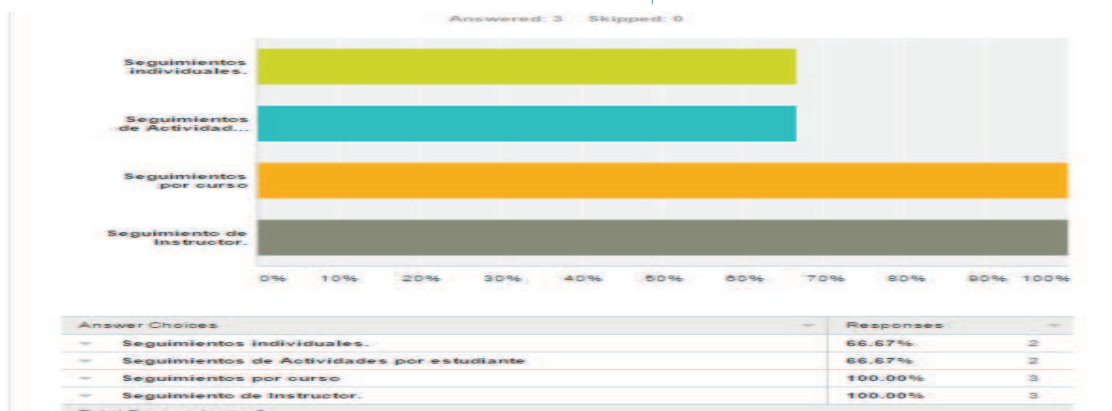 Answered: 3 Skipped: 0
Seguimientos
individuales.
Seguimientos
de Actividad...
Seguimientos
por curso
Seguimiento de
Instructor.
0% 10% 20% 30% 40% 50% 60% 70% 80% 90% 100%
Answer Choices Responses
Seguimientos individuales. 66.67% 2
Seguimientos de Actividades por estudiante 66.67% 2
Seguimientos por curso 100.00% 3
Seguimiento de Instructor. 100.00% 3